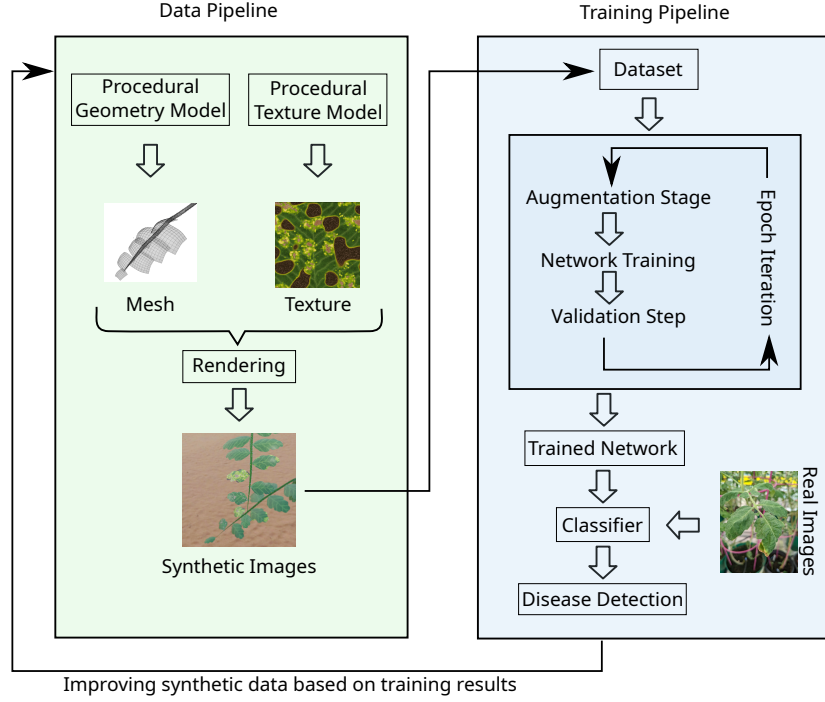 Data Pipeline
Procedural
Geometry Model
Procedural
Texture Model
Mesh
Texture
Rendering
Synthetic Images
Training Pipeline
Dataset
Augmentation Stage
Network Training
Validation Step
Epoch Iteration
Trained Network
Classifier
Real Images
Disease Detection
Improving synthetic data based on training results